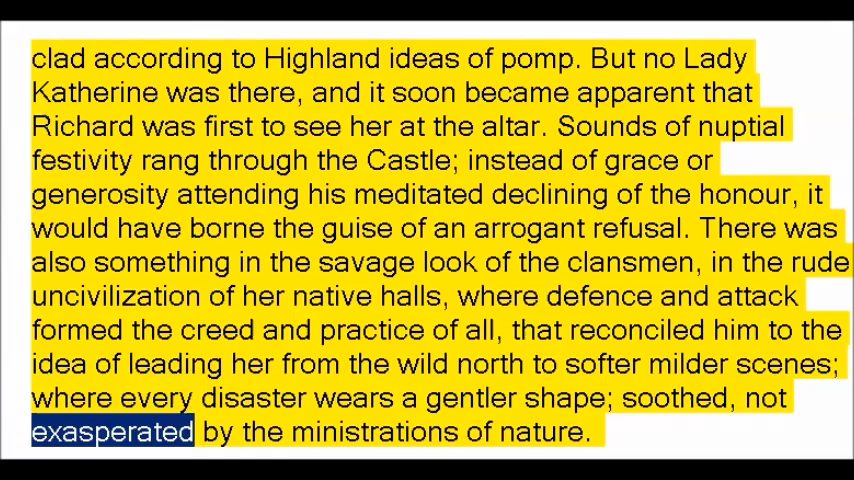 clad according to Highland ideas of pomp. But no Lady
Katherine was there, and it soon became apparent that
Richard was first to see her at the altar. Sounds of nuptial
festivity rang through the Castle; instead of grace or
generosity attending his meditated declining of the honour, it
would have borne the guise of an arrogant refusal. There was
also something in the savage look of the clansmen, in the rude
uncivilization of her native halls, where defence and attack
formed the creed and practice of all, that reconciled him to the
idea of leading her from the wild north to softer milder scenes;
where every disaster wears a gentler shape; soothed, not
exasperated by the ministrations of nature.